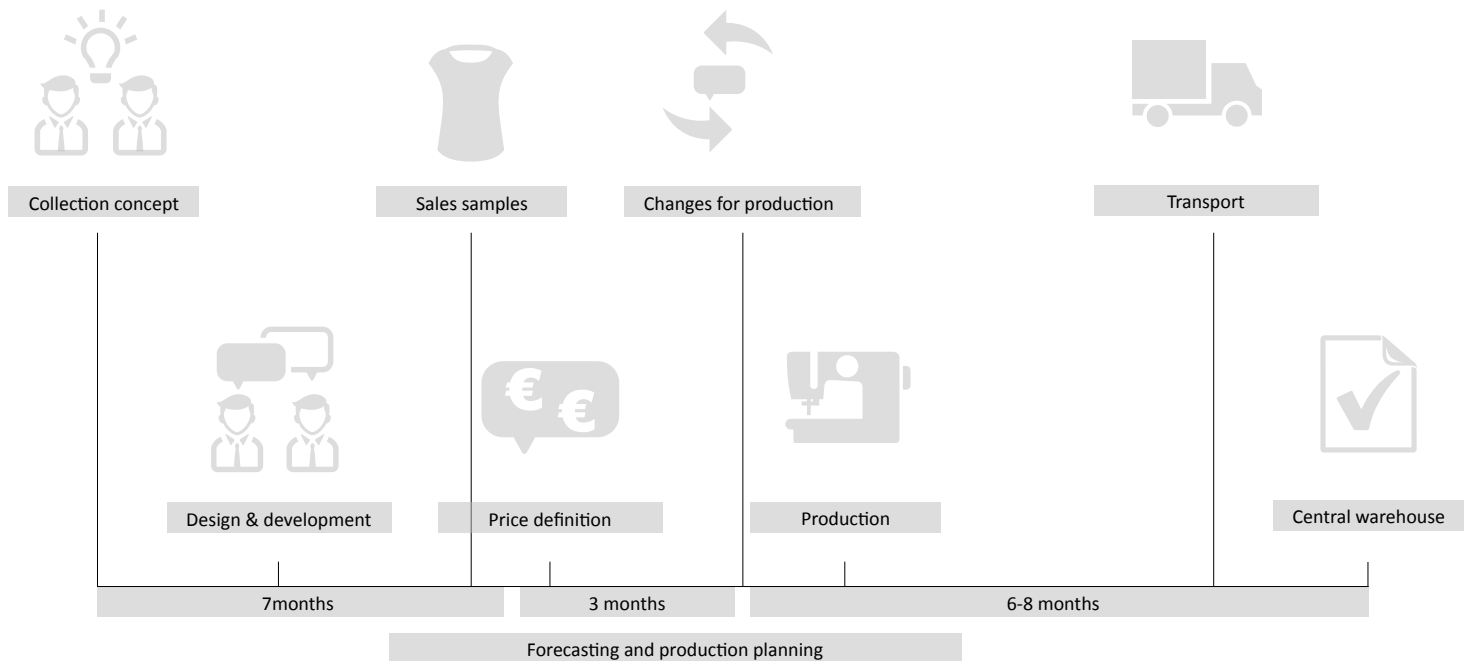 Collection concept
Sales samples
Changes for production
Transport
€ €
Design & development
Price definition
Production
Central warehouse
7months
3 months
6-8 months
Forecasting and production planning